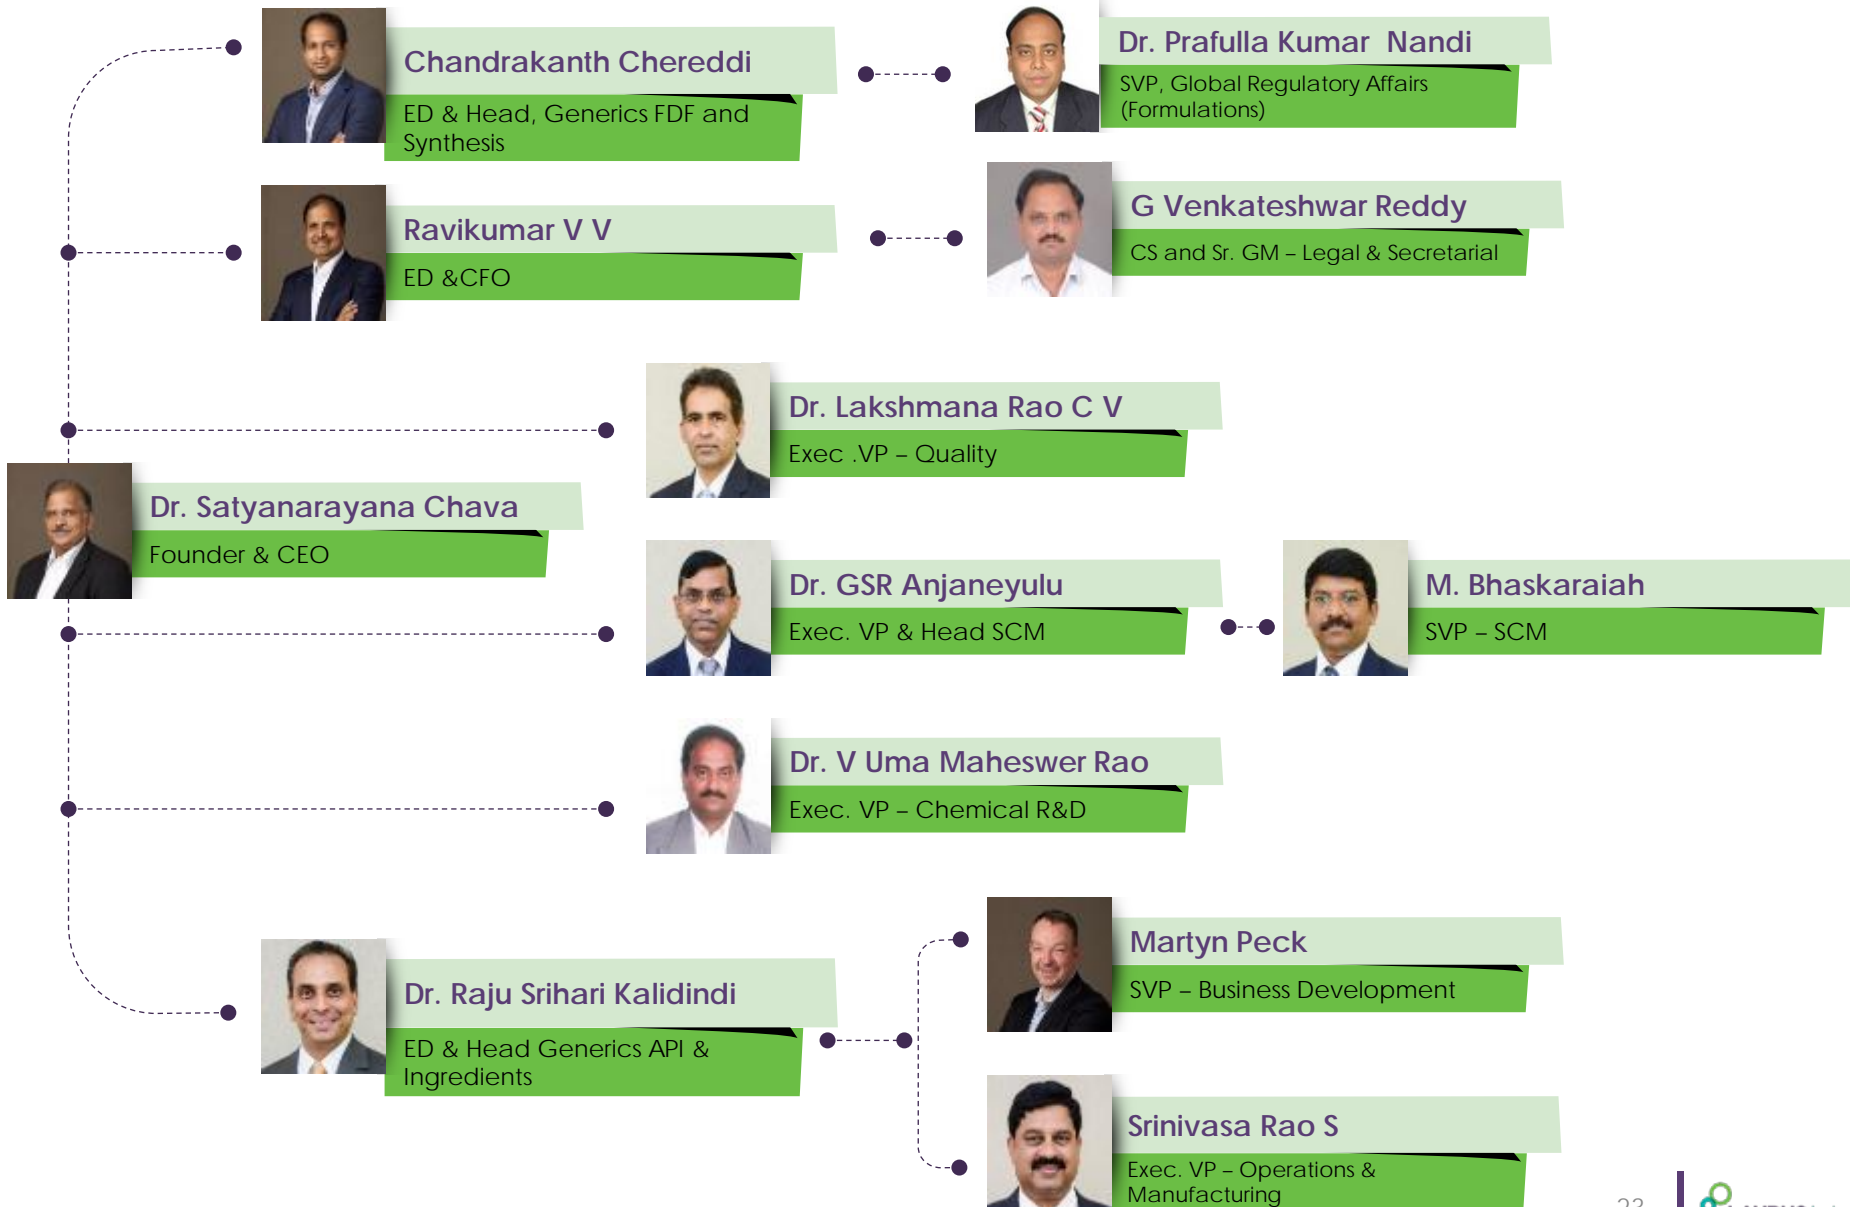 Chandrakanth Chereddi
ED & Head, Generics FDF and
Synthesis
Dr. Prafulla Kumar Nandi
SVP, Global Regulatory Affairs
(Formulations)
Ravikumar V V
ED &CFO
G Venkateshwar Reddy
CS and Sr. GM – Legal & Secretarial
Dr. Lakshmana Rao C V
Exec .VP – Quality
Dr. Satyanarayana Chava
Founder & CEO
Dr. GSR Anjaneyulu
Exec. VP & Head SCM
M. Bhaskaraiah
SVP – SCM
Dr. V Uma Maheswer Rao
Exec. VP – Chemical R&D
Dr. Raju Srihari Kalidindi
ED & Head Generics API &
Ingredients
Martyn Peck
SVP – Business Development
Srinivasa Rao S
Exec. VP – Operations &
Manufacturing